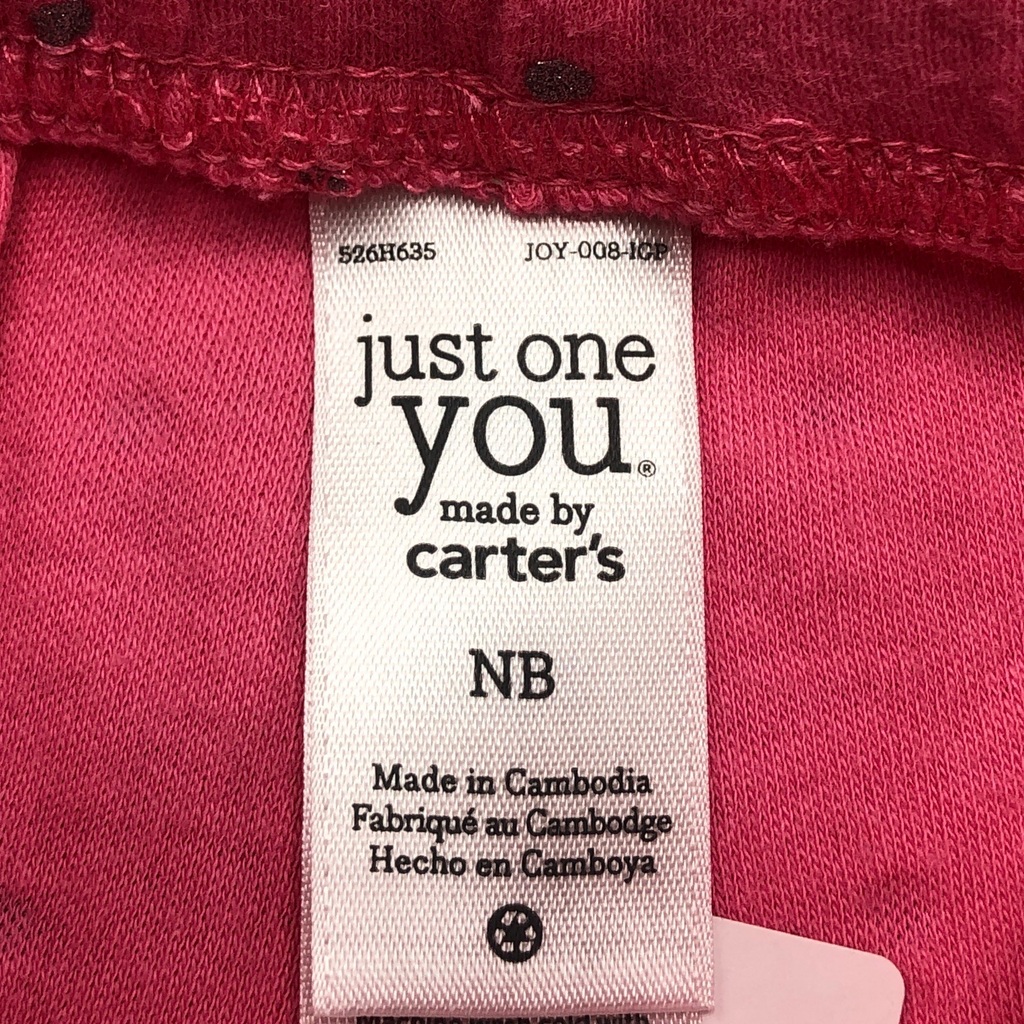 526H635 JOY-008-IGP
just one
you®
made by
carter's
NB
Made in Cambodia
Fabriqué au Cambodge
Hecho en Camboya